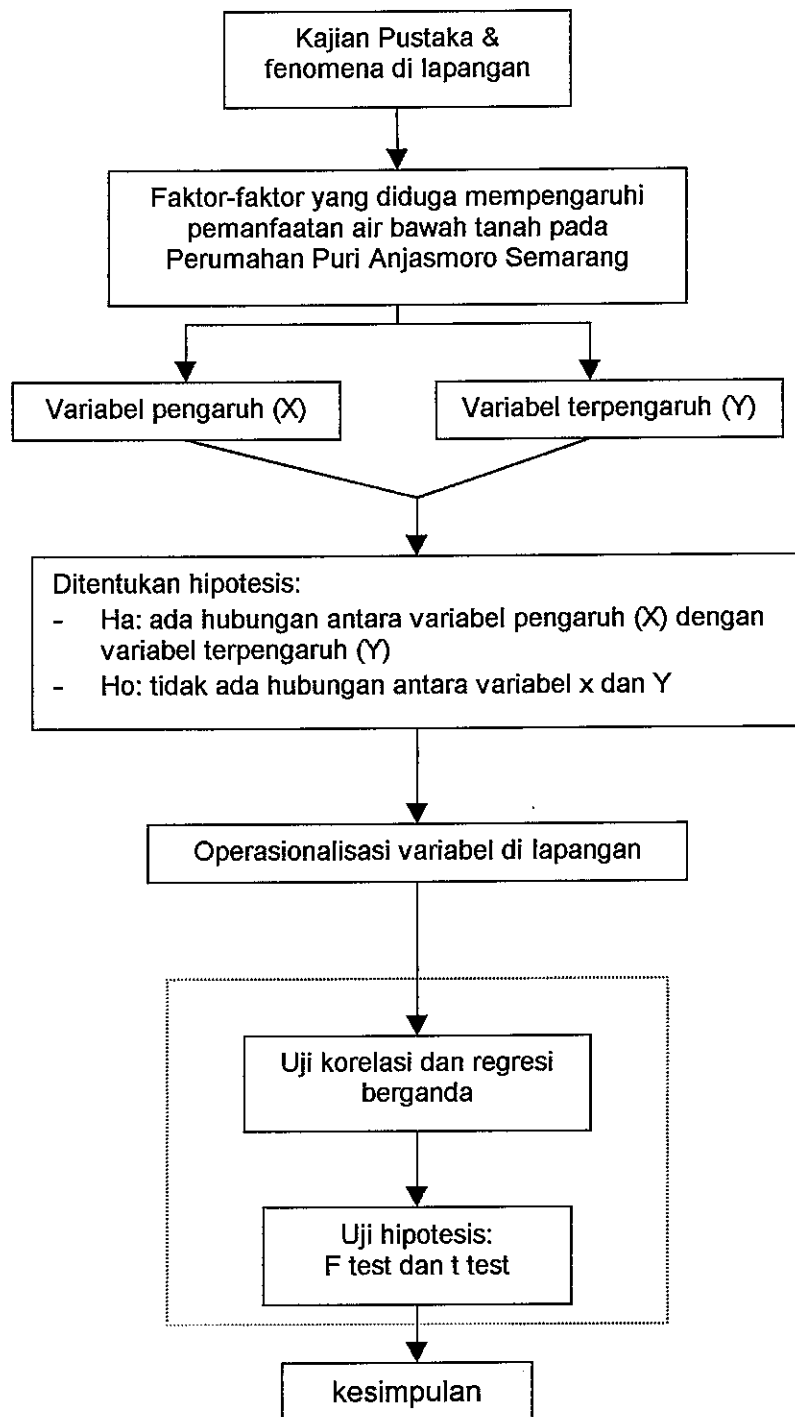 Kajian Pustaka &
fenomena di lapangan
Faktor-faktor yang diduga mempengaruhi
pemanfaatan air bawah tanah pada
Perumahan Puri Anjasmoro Semarang
Variabel pengaruh (X)
Variabel terpengaruh (Y)
Ditentukan hipotesis:
- Ha: ada hubungan antara variabel pengaruh (X) dengan
variabel terpengaruh (Y)
- Ho: tidak ada hubungan antara variabel x dan Y
Operasionalisasi variabel di lapangan
Uji korelasi dan regresi
berganda
Uji hipotesis:
F test dan t test
kesimpulan